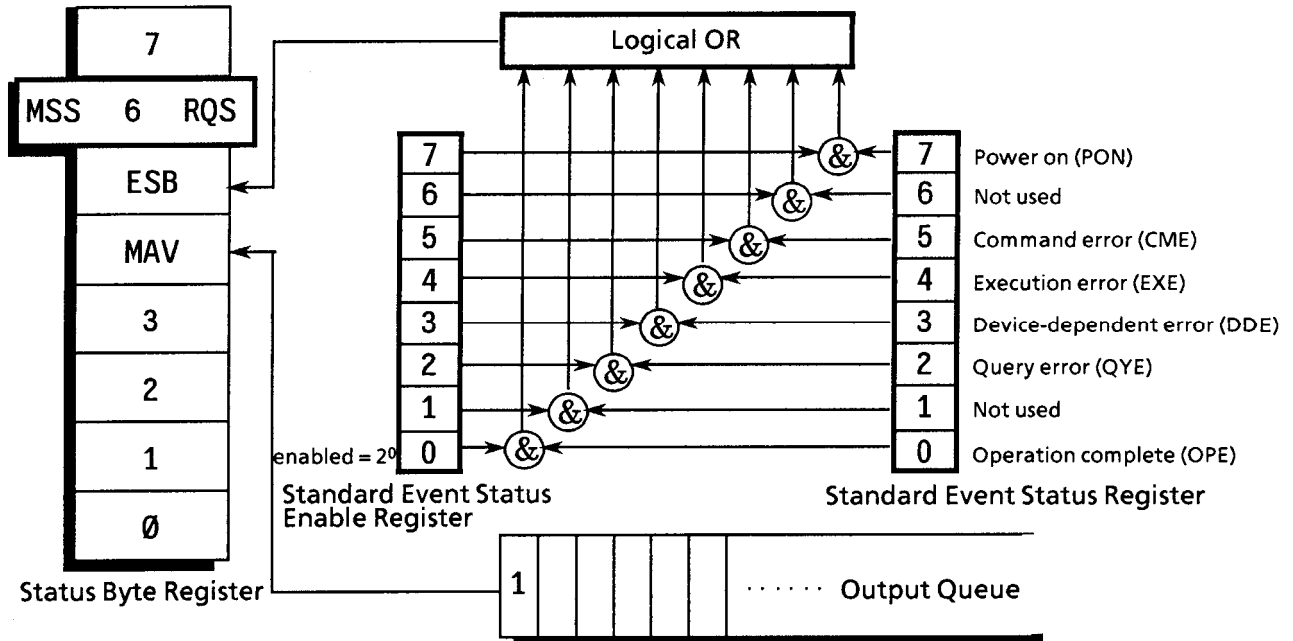 Logical OR
7
MSS 6 RQS
ESB
MAV
3
2
1
Ø
Status Byte Register
7
6
5
4
3
2
1
enabled = 2⁰ 0
Standard Event Status
Enable Register
&
&
&
&
&
&
&
&
7 Power on (PON)
6 Not used
5 Command error (CME)
4 Execution error (EXE)
3 Device-dependent error (DDE)
2 Query error (QYE)
1 Not used
0 Operation complete (OPE)
Standard Event Status Register
1 ...... Output Queue